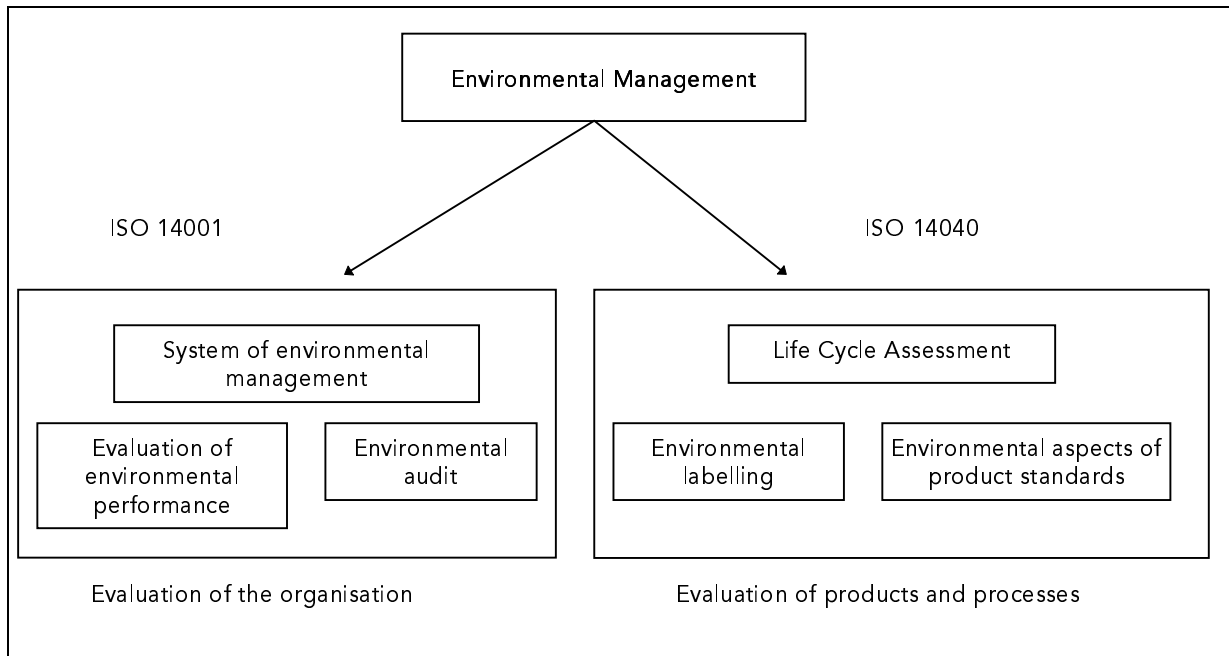 Environmental Management
ISO 14001
ISO 14040
System of environmental
management
Evaluation of
environmental
performance
Environmental
audit
Life Cycle Assessment
Environmental
labelling
Environmental aspects of
product standards
Evaluation of the organisation
Evaluation of products and processes